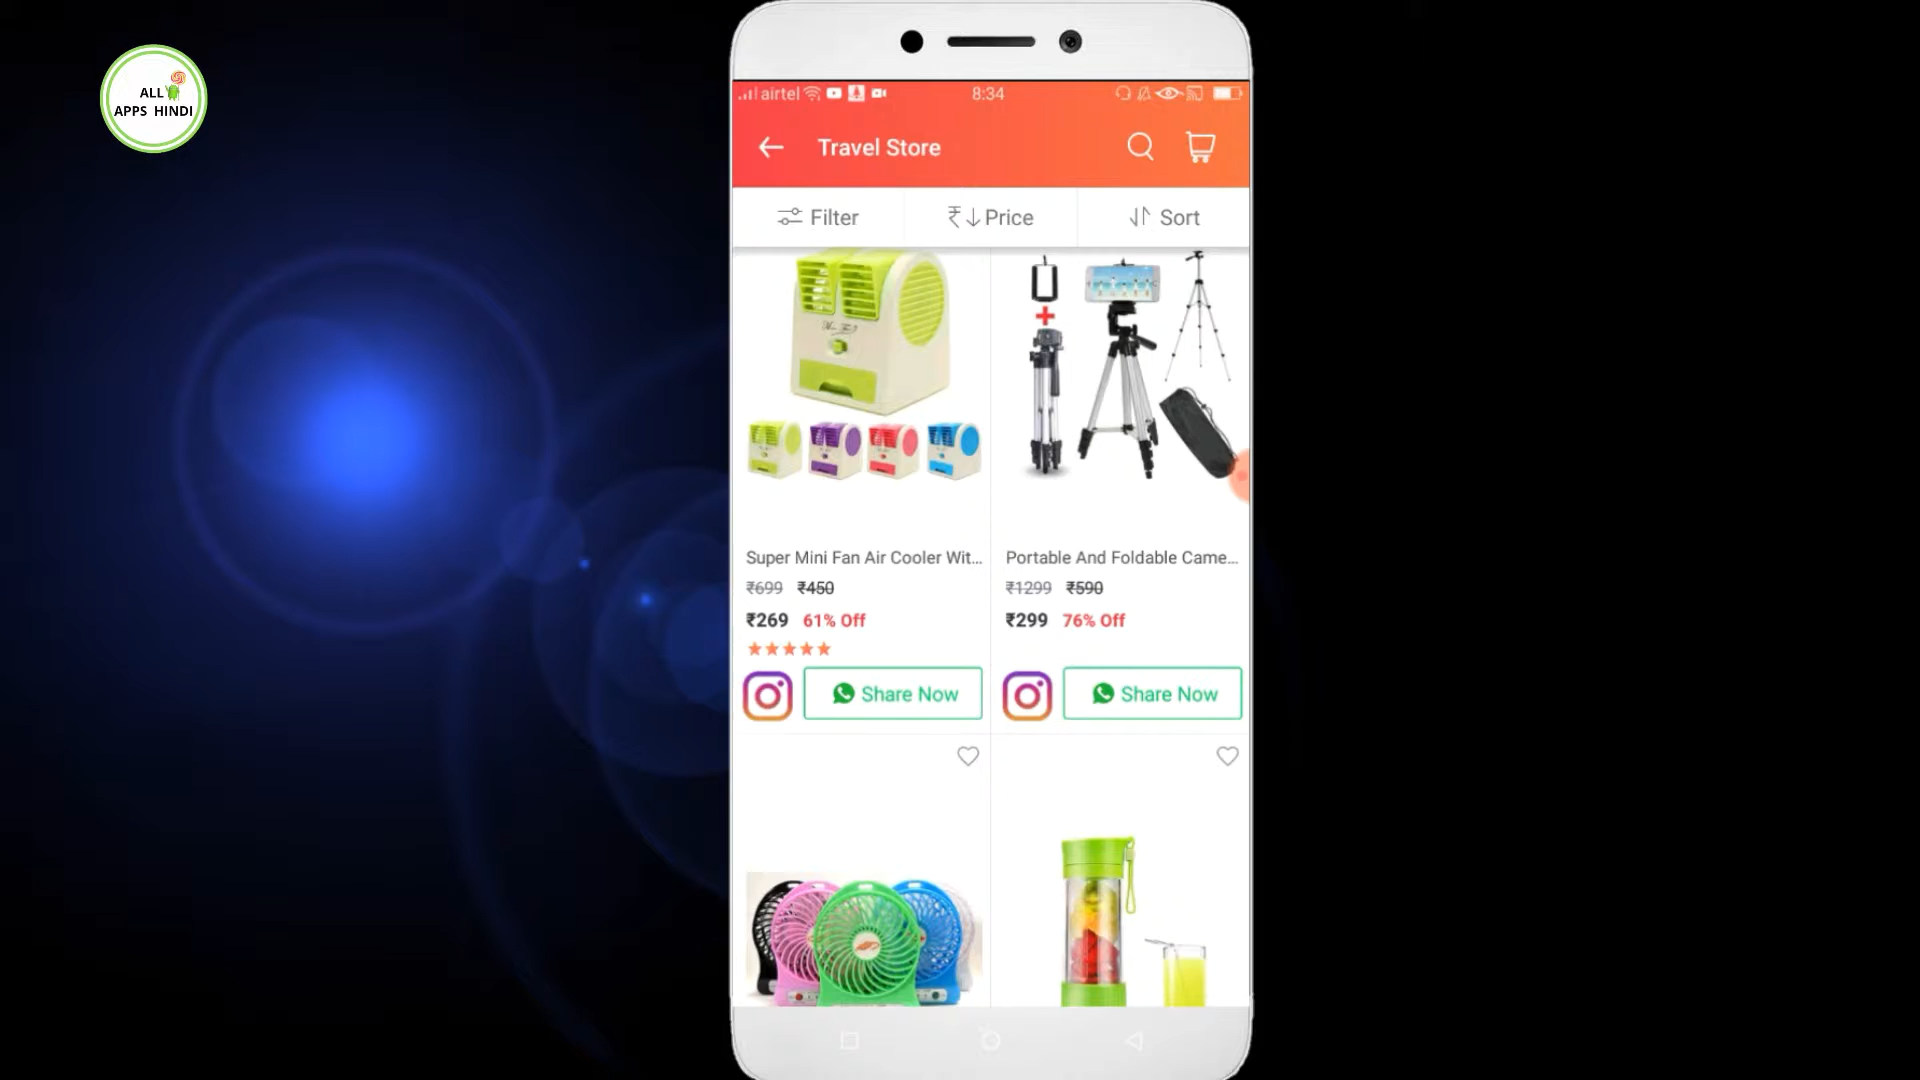 ALL
APPS HINDI
airtel
8:34
Travel Store
Filter
₹↓Price
Sort
Super Mini Fan Air Cooler Wit...
₹699 ₹450
₹269 61% Off
Share Now
Portable And Foldable Came...
₹1299 ₹590
₹299 76% Off
Share Now